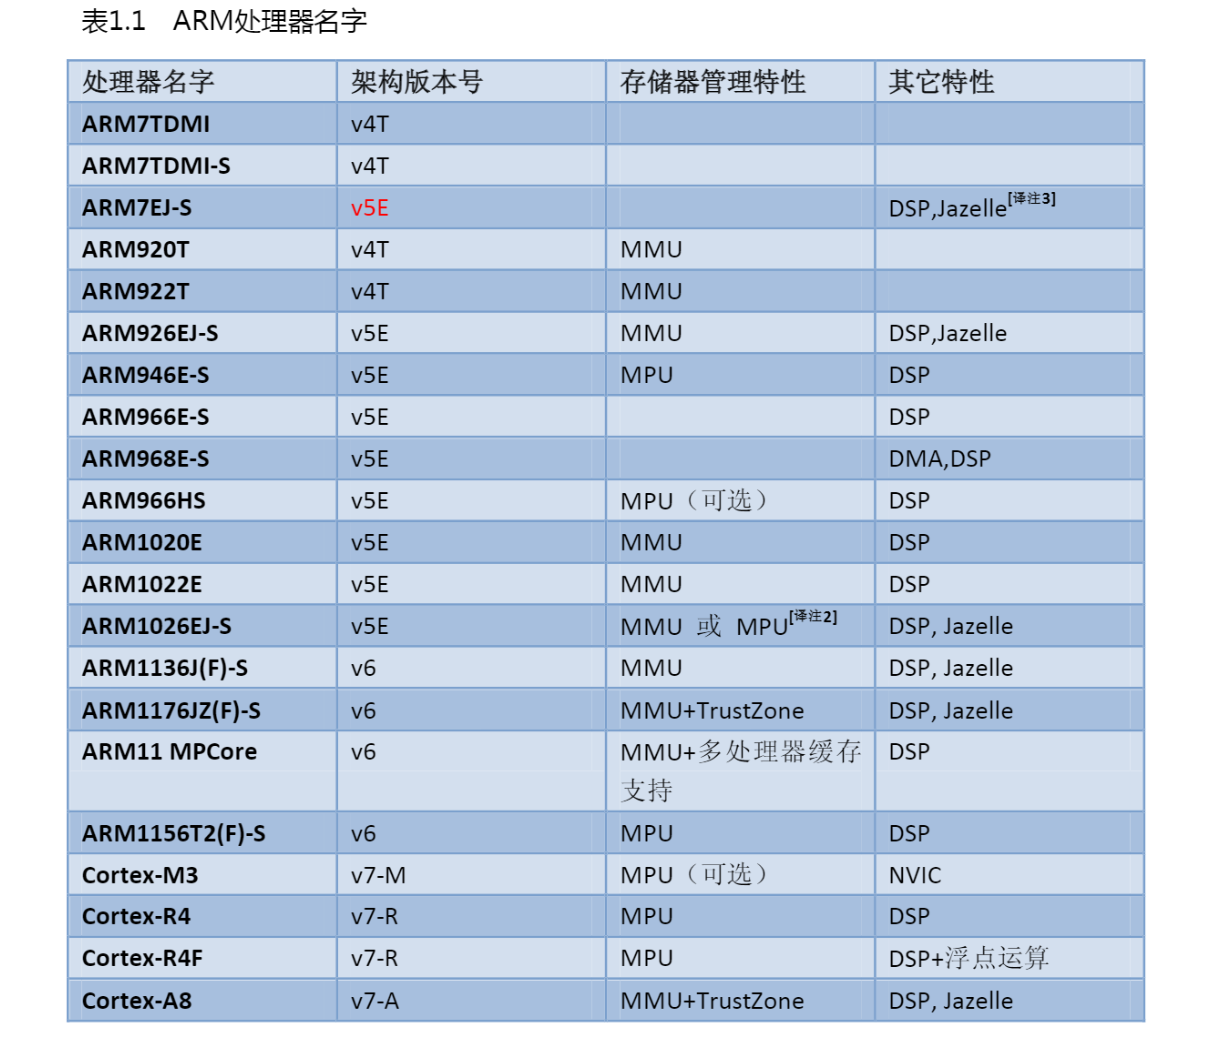 表1.1 ARM处理器名字
处理器名字 架构版本号 存储器管理特性 其它特性
ARM7TDMI v4T
ARM7TDMI-S v4T
ARM7EJ-S v5E DSP,Jazelle[译注3]
ARM920T v4T MMU
ARM922T v4T MMU
ARM926EJ-S v5E MMU DSP,Jazelle
ARM946E-S v5E MPU DSP
ARM966E-S v5E DSP
ARM968E-S v5E DMA,DSP
ARM966HS v5E MPU（可选） DSP
ARM1020E v5E MMU DSP
ARM1022E v5E MMU DSP
ARM1026EJ-S v5E MMU 或 MPU[译注2] DSP, Jazelle
ARM1136J(F)-S v6 MMU DSP, Jazelle
ARM1176JZ(F)-S v6 MMU+TrustZone DSP, Jazelle
ARM11 MPCore v6 MMU+多处理器缓存 DSP
支持
ARM1156T2(F)-S v6 MPU DSP
Cortex-M3 v7-M MPU（可选） NVIC
Cortex-R4 v7-R MPU DSP
Cortex-R4F v7-R MPU DSP+浮点运算
Cortex-A8 v7-A MMU+TrustZone DSP, Jazelle